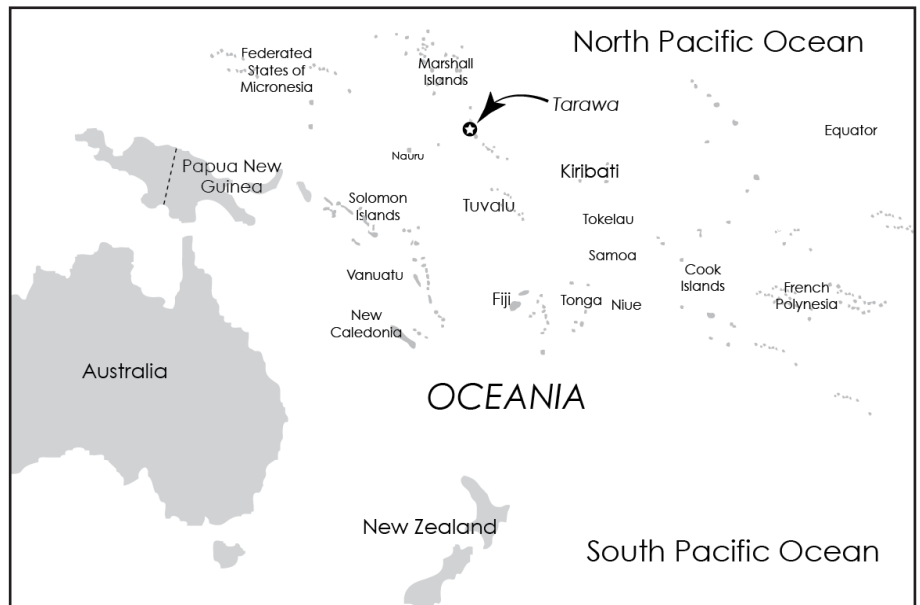 North Pacific Ocean
Federated
States of
Micronesia
Marshall
Islands
Tarawa
Equator
Nauru
Papua New
Guinea
Kiribati
Solomon
Islands
Tuvalu
Tokelau
Samoa
Vanuatu
Cook
Islands
Fiji
Tonga
Niue
French
Polynesia
New
Caledonia
Australia
OCEANIA
New Zealand
South Pacific Ocean